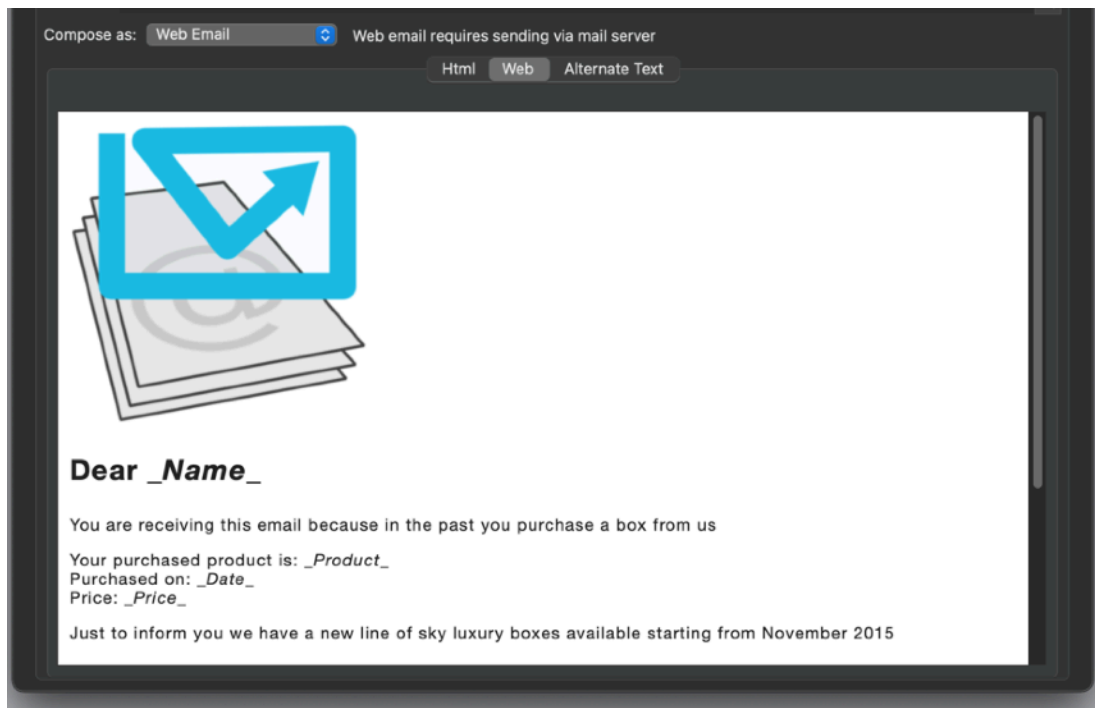 Compose as: Web Email Web email requires sending via mail server
Html Web Alternate Text
@
Dear _Name_
You are receiving this email because in the past you purchase a box from us
Your purchased product is: _Product_
Purchased on: _Date_
Price: _Price_
Just to inform you we have a new line of sky luxury boxes available starting from November 2015